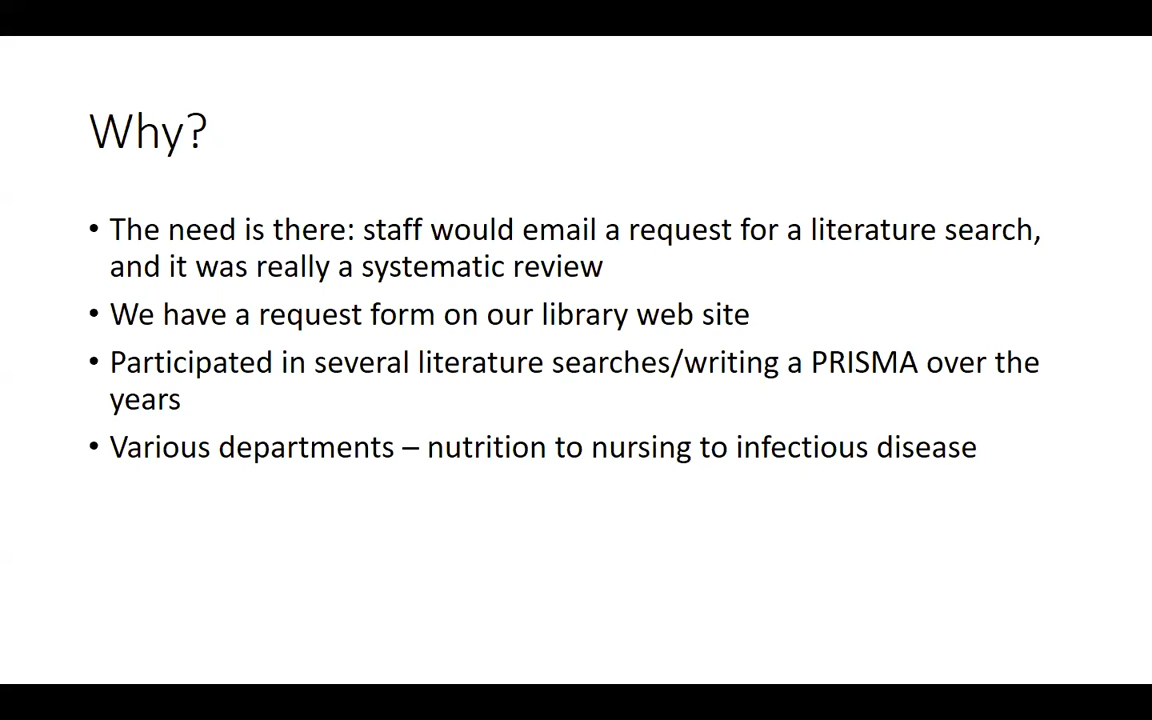 Why?
• The need is there: staff would email a request for a literature search,
and it was really a systematic review
• We have a request form on our library web site
• Participated in several literature searches/writing a PRISMA over the
years
• Various departments – nutrition to nursing to infectious disease